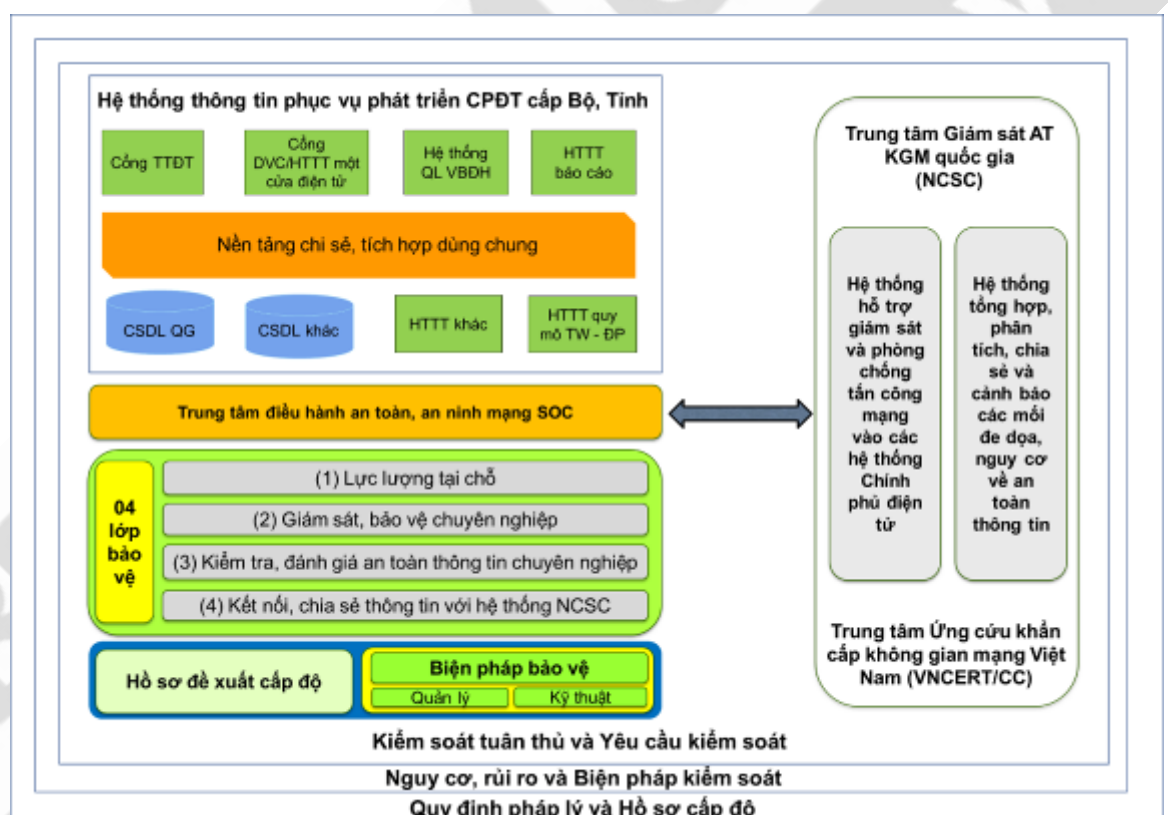 Hệ thống thông tin phục vụ phát triển CPĐT cấp Bộ, Tỉnh
Cổng TTĐT
Cổng
DVC/HTTT một
cửa điện tử
Hệ thống
QL VBĐH
HTTT
báo cáo
Nền tảng chi sẻ, tích hợp dùng chung
CSDL QG
CSDL khác
HTTT khác
HTTT quy
mô TW - ĐP
Trung tâm điều hành an toàn, an ninh mạng SOC
04
lớp
bảo
vệ
(1) Lực lượng tại chỗ
(2) Giám sát, bảo vệ chuyên nghiệp
(3) Kiểm tra, đánh giá an toàn thông tin chuyên nghiệp
(4) Kết nối, chia sẻ thông tin với hệ thống NCSC
Hồ sơ đề xuất cấp độ
Biện pháp bảo vệ
Quản lý
Kỹ thuật
Trung tâm Giám sát AT
KGM quốc gia
(NCSC)
Hệ thống
hỗ trợ
giám sát
và phòng
chống
tấn công
mạng
vào các
hệ thống
Chính
phủ điện
tử
Hệ thống
tổng hợp,
phân
tích, chia
sẻ và
cảnh báo
các mối
đe dọa,
nguy cơ
về an
toàn
thông tin
Trung tâm Ứng cứu khẩn
cấp không gian mạng Việt
Nam (VNCERT/CC)
Kiểm soát tuân thủ và Yêu cầu kiểm soát
Nguy cơ, rủi ro và Biện pháp kiểm soát
Quy định pháp lý và Hồ sơ cấp độ